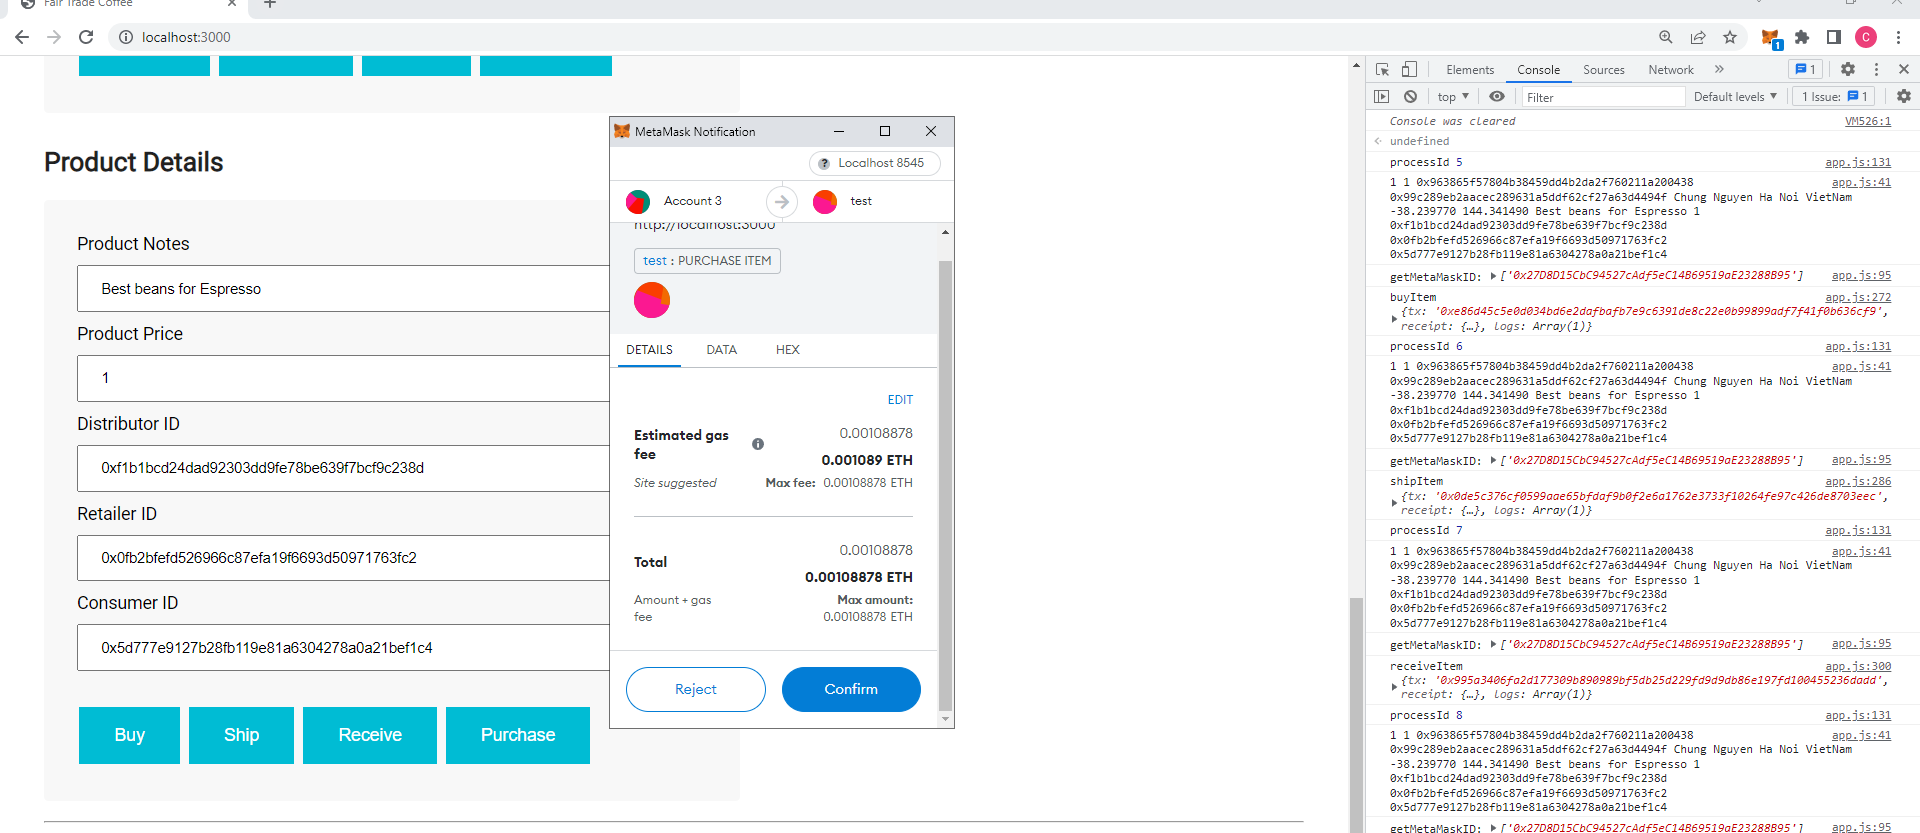 Fair Trade Coffee
localhost:3000
1
C
Product Details
Product Notes
Best beans for Espresso
Product Price
1
Distributor ID
0xf1b1bcd24dad92303dd9fe78be639f7bcf9c238d
Retailer ID
0x0fb2bfefd526966c87efa19f6693d50971763fc2
Consumer ID
0x5d777e9127b28fb119e81a6304278a0a21bef1c4
Buy Ship Receive Purchase
MetaMask Notification
? Localhost 8545
Account 3 test
http://localhost:3000
test : PURCHASE ITEM
DETAILS DATA HEX
EDIT
Estimated gas fee
0.00108878
0.001089 ETH
Site suggested Max fee: 0.00108878 ETH
Total
0.00108878
0.00108878 ETH
Amount + gas fee
Max amount:
0.00108878 ETH
Reject Confirm
Elements Console Sources Network » 1
top Filter Default levels 1 Issue: 1
Console was cleared VM526:1
undefined
processId 5 app.js:131
1 1 0x963865f57804b38459dd4b2da2f760211a200438 app.js:41
0x99c289eb2aacec289631a5ddf62cf27a63d4494f Chung Nguyen Ha Noi VietNam
-38.239770 144.341490 Best beans for Espresso 1
0xf1b1bcd24dad92303dd9fe78be639f7bcf9c238d
0x0fb2bfefd526966c87efa19f6693d50971763fc2
0x5d777e9127b28fb119e81a6304278a0a21bef1c4
getMetaMaskID: ['0x27D8D15CbC94527cAdf5eC14B69519aE23288B95'] app.js:95
buyItem app.js:272
{tx: '0xe86d45c5e0d034bd6e2dafbafb7e9c6391de8c22e0b99899adf7f41f0b636cf9',
receipt: {…}, logs: Array(1)}
processId 6 app.js:131
1 1 0x963865f57804b38459dd4b2da2f760211a200438 app.js:41
0x99c289eb2aacec289631a5ddf62cf27a63d4494f Chung Nguyen Ha Noi VietNam
-38.239770 144.341490 Best beans for Espresso 1
0xf1b1bcd24dad92303dd9fe78be639f7bcf9c238d
0x0fb2bfefd526966c87efa19f6693d50971763fc2
0x5d777e9127b28fb119e81a6304278a0a21bef1c4
getMetaMaskID: ['0x27D8D15CbC94527cAdf5eC14B69519aE23288B95'] app.js:95
shipItem app.js:286
{tx: '0x0de5c376cf0599aae65bfdaf9b0f2e6a1762e3733f10264fe97c426de8703eec',
receipt: {…}, logs: Array(1)}
processId 7 app.js:131
1 1 0x963865f57804b38459dd4b2da2f760211a200438 app.js:41
0x99c289eb2aacec289631a5ddf62cf27a63d4494f Chung Nguyen Ha Noi VietNam
-38.239770 144.341490 Best beans for Espresso 1
0xf1b1bcd24dad92303dd9fe78be639f7bcf9c238d
0x0fb2bfefd526966c87efa19f6693d50971763fc2
0x5d777e9127b28fb119e81a6304278a0a21bef1c4
getMetaMaskID: ['0x27D8D15CbC94527cAdf5eC14B69519aE23288B95'] app.js:95
receiveItem app.js:300
{tx: '0x995a3406fa2d177309b890989bf5db25d229fd9d9db86e197fd100455236dadd',
receipt: {…}, logs: Array(1)}
processId 8 app.js:131
1 1 0x963865f57804b38459dd4b2da2f760211a200438 app.js:41
0x99c289eb2aacec289631a5ddf62cf27a63d4494f Chung Nguyen Ha Noi VietNam
-38.239770 144.341490 Best beans for Espresso 1
0xf1b1bcd24dad92303dd9fe78be639f7bcf9c238d
0x0fb2bfefd526966c87efa19f6693d50971763fc2
0x5d777e9127b28fb119e81a6304278a0a21bef1c4
getMetaMaskID: ['0x27D8D15CbC94527cAdf5eC14B69519aE23288B95'] app.js:95